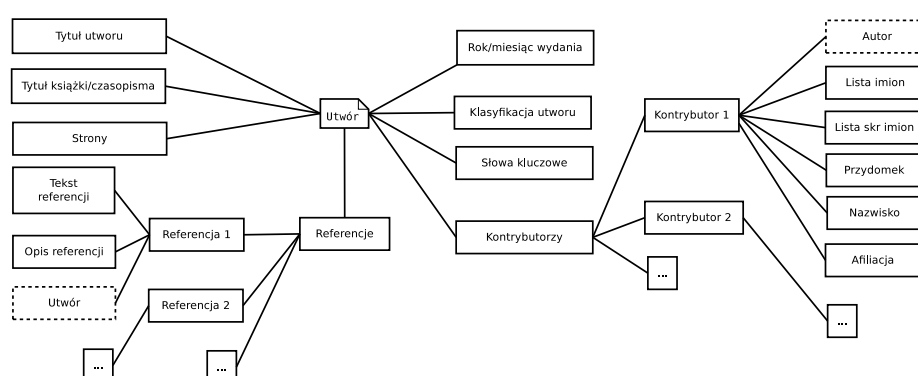 Tytuł utworu
Tytuł książki/czasopisma
Strony
Tekst
referencji
Opis referencji
Utwór
...
Referencja 1
Referencja 2
...
Utwór
Referencje
Rok/miesiąc wydania
Klasyfikacja utworu
Słowa kluczowe
Kontrybutorzy
Kontrybutor 1
Kontrybutor 2
...
Autor
Lista imion
Lista skr imion
Przydomek
Nazwisko
Afiliacja
...